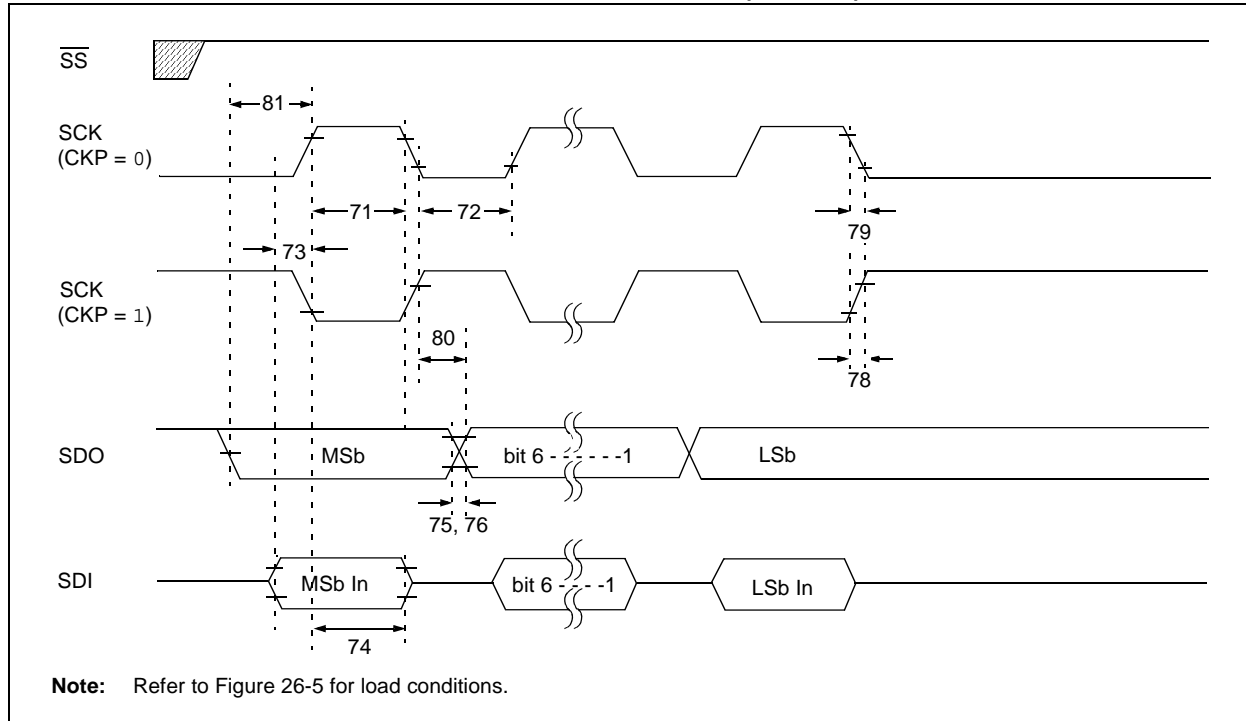 SS
81
SCK
(CKP = 0)
71
72
79
73
SCK
(CKP = 1)
80
78
SDO
MSb
bit 6 - - - - - -1
LSb
75, 76
SDI
MSb In
bit 6 - - - - -1
LSb In
74
Note: Refer to Figure 26-5 for load conditions.